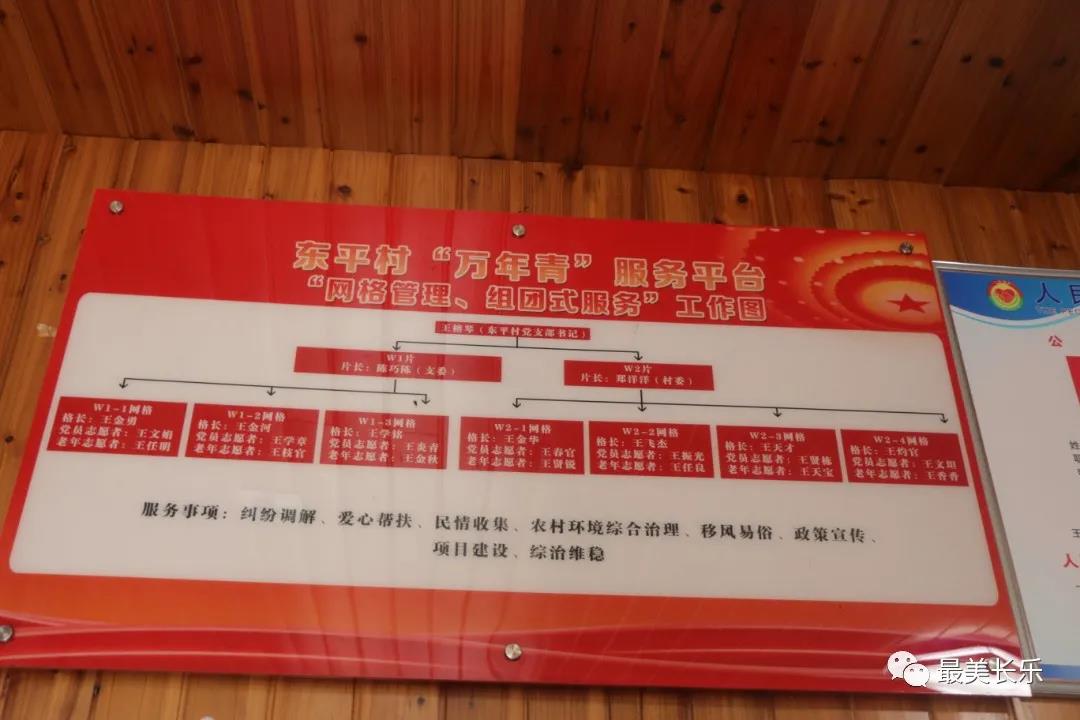 东平村“万年青”服务平台
“网格管理、组团式服务”工作图
王榕琴（东平村党支部书记）
W1片
片长：陈巧陈（支委）
W2片
片长：郑洋洋（村委）
W1-1网格
格长：王金勇
党员志愿者：王文娟
老年志愿者：王任明
W1-2网格
格长：王金河
党员志愿者：王学章
老年志愿者：王枝官
W1-3网格
格长：王学铭
党员志愿者：王炎青
老年志愿者：王金秋
W2-1网格
格长：王金华
党员志愿者：王春官
老年志愿者：王贤锐
W2-2网格
格长：王飞杰
党员志愿者：王振光
老年志愿者：王任良
W2-3网格
格长：王天才
党员志愿者：王贤栋
老年志愿者：王天宝
W2-4网格
格长：王灼官
党员志愿者：王文坦
老年志愿者：王香香
服务事项：纠纷调解、爱心帮扶、民情收集、农村环境综合治理、移风易俗、政策宣传、
项目建设、综治维稳
人民
公
王
人
最美长乐